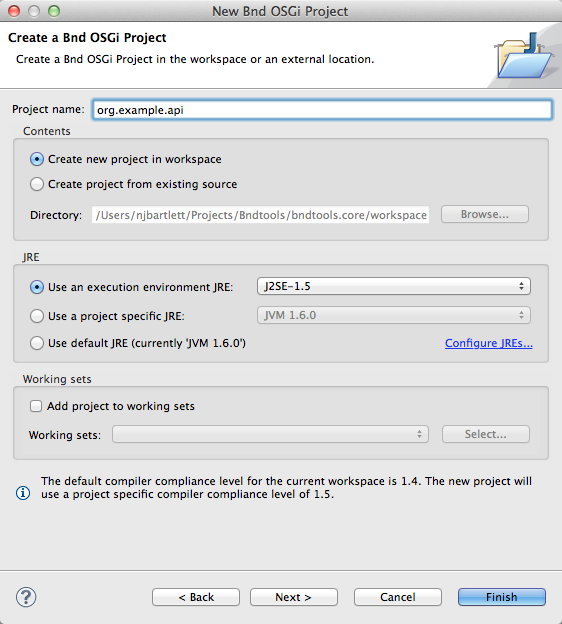 New Bnd OSGi Project
Create a Bnd OSGi Project
Create a Bnd OSGi Project in the workspace or an external location.
Project name: org.example.api
Contents
Create new project in workspace
Create project from existing source
Directory: /Users/njbartlett/Projects/Bndtools/bndtools.core/workspace Browse...
JRE
Use an execution environment JRE: J2SE-1.5
Use a project specific JRE: JVM 1.6.0
Use default JRE (currently 'JVM 1.6.0') Configure JREs...
Working sets
Add project to working sets
Working sets: Select...
The default compiler compliance level for the current workspace is 1.4. The new project will
use a project specific compiler compliance level of 1.5.
? < Back Next > Cancel Finish